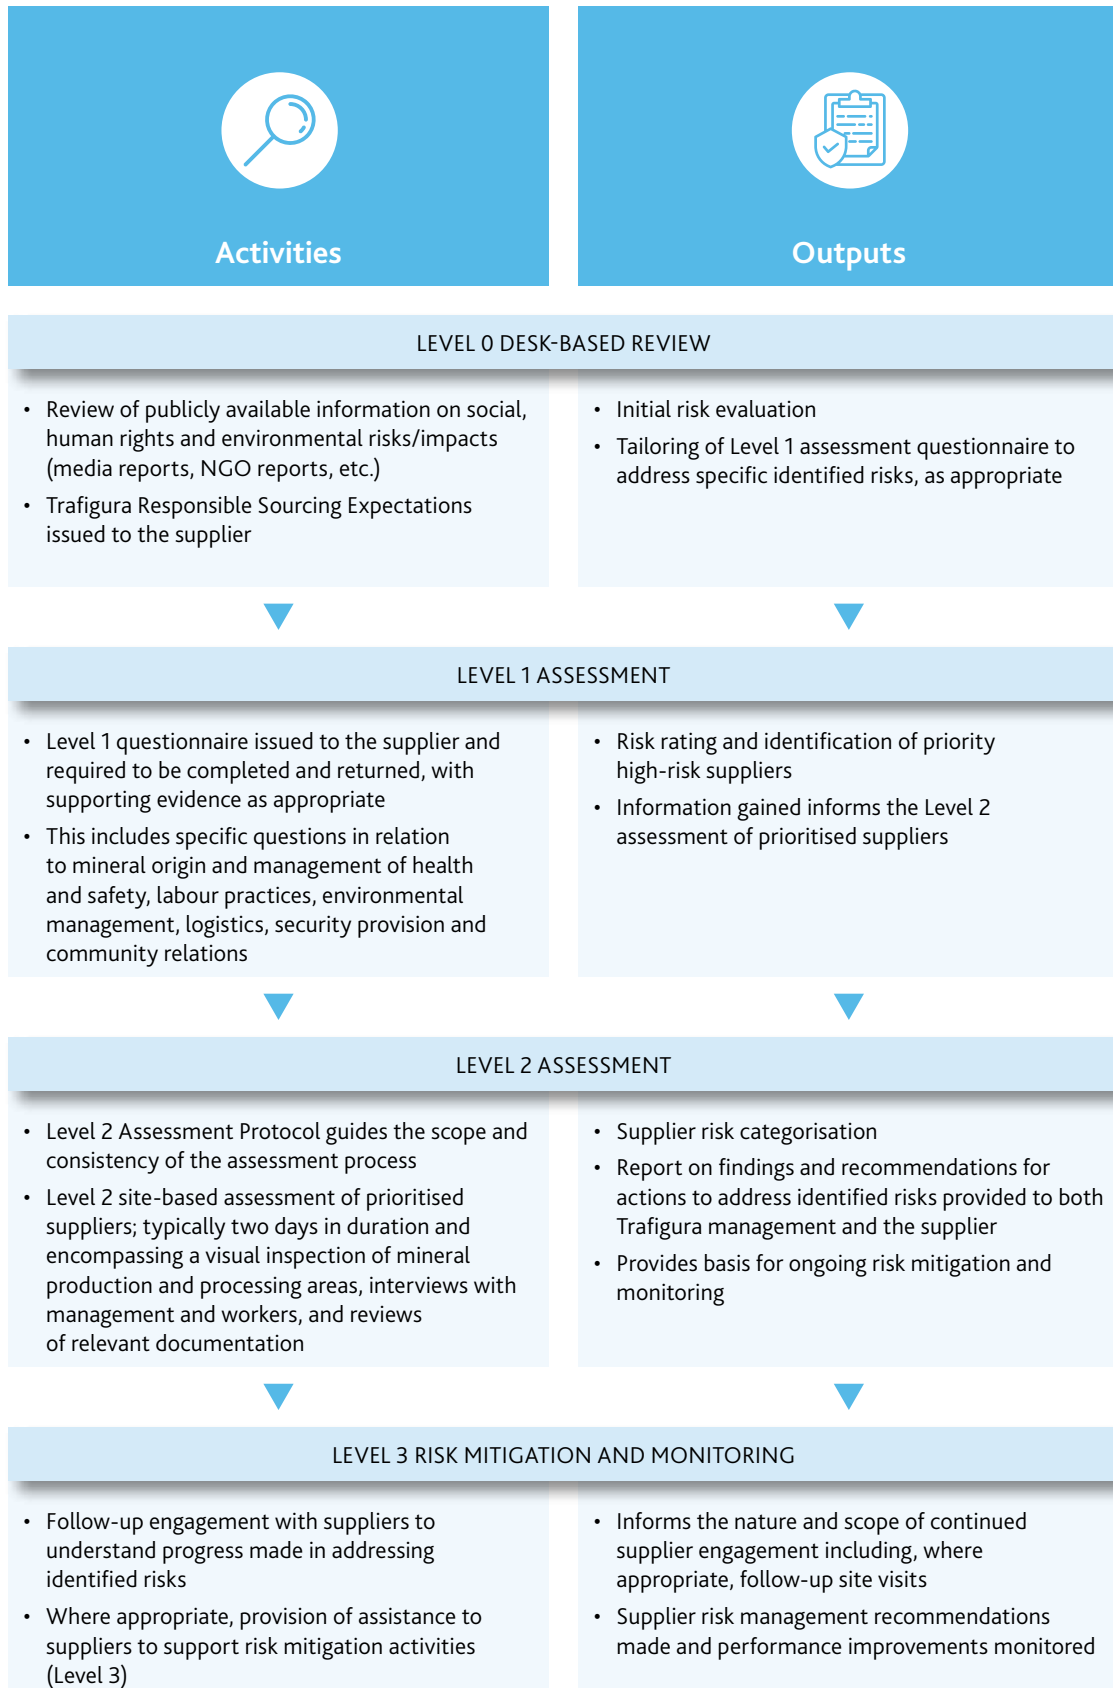 Activities
Outputs
LEVEL 0 DESK-BASED REVIEW
• Review of publicly available information on social,
human rights and environmental risks/impacts
(media reports, NGO reports, etc.)
• Trafigura Responsible Sourcing Expectations
issued to the supplier
• Initial risk evaluation
• Tailoring of Level 1 assessment questionnaire to
address specific identified risks, as appropriate
LEVEL 1 ASSESSMENT
• Level 1 questionnaire issued to the supplier and
required to be completed and returned, with
supporting evidence as appropriate
• This includes specific questions in relation
to mineral origin and management of health
and safety, labour practices, environmental
management, logistics, security provision and
community relations
• Risk rating and identification of priority
high-risk suppliers
• Information gained informs the Level 2
assessment of prioritised suppliers
LEVEL 2 ASSESSMENT
• Level 2 Assessment Protocol guides the scope and
consistency of the assessment process
• Level 2 site-based assessment of prioritised
suppliers; typically two days in duration and
encompassing a visual inspection of mineral
production and processing areas, interviews with
management and workers, and reviews
of relevant documentation
• Supplier risk categorisation
• Report on findings and recommendations for
actions to address identified risks provided to both
Trafigura management and the supplier
• Provides basis for ongoing risk mitigation and
monitoring
LEVEL 3 RISK MITIGATION AND MONITORING
• Follow-up engagement with suppliers to
understand progress made in addressing
identified risks
• Where appropriate, provision of assistance to
suppliers to support risk mitigation activities
(Level 3)
• Informs the nature and scope of continued
supplier engagement including, where
appropriate, follow-up site visits
• Supplier risk management recommendations
made and performance improvements monitored